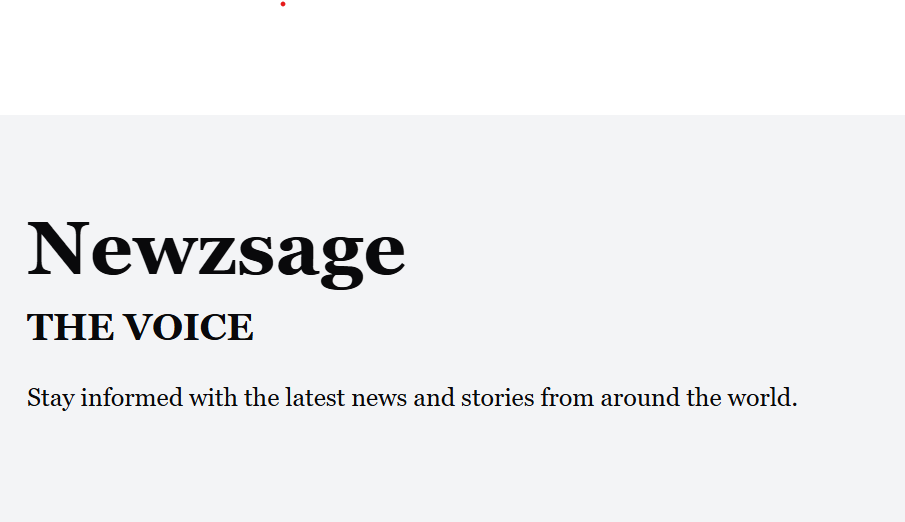 Newzsage
THE VOICE
Stay informed with the latest news and stories from around the world.